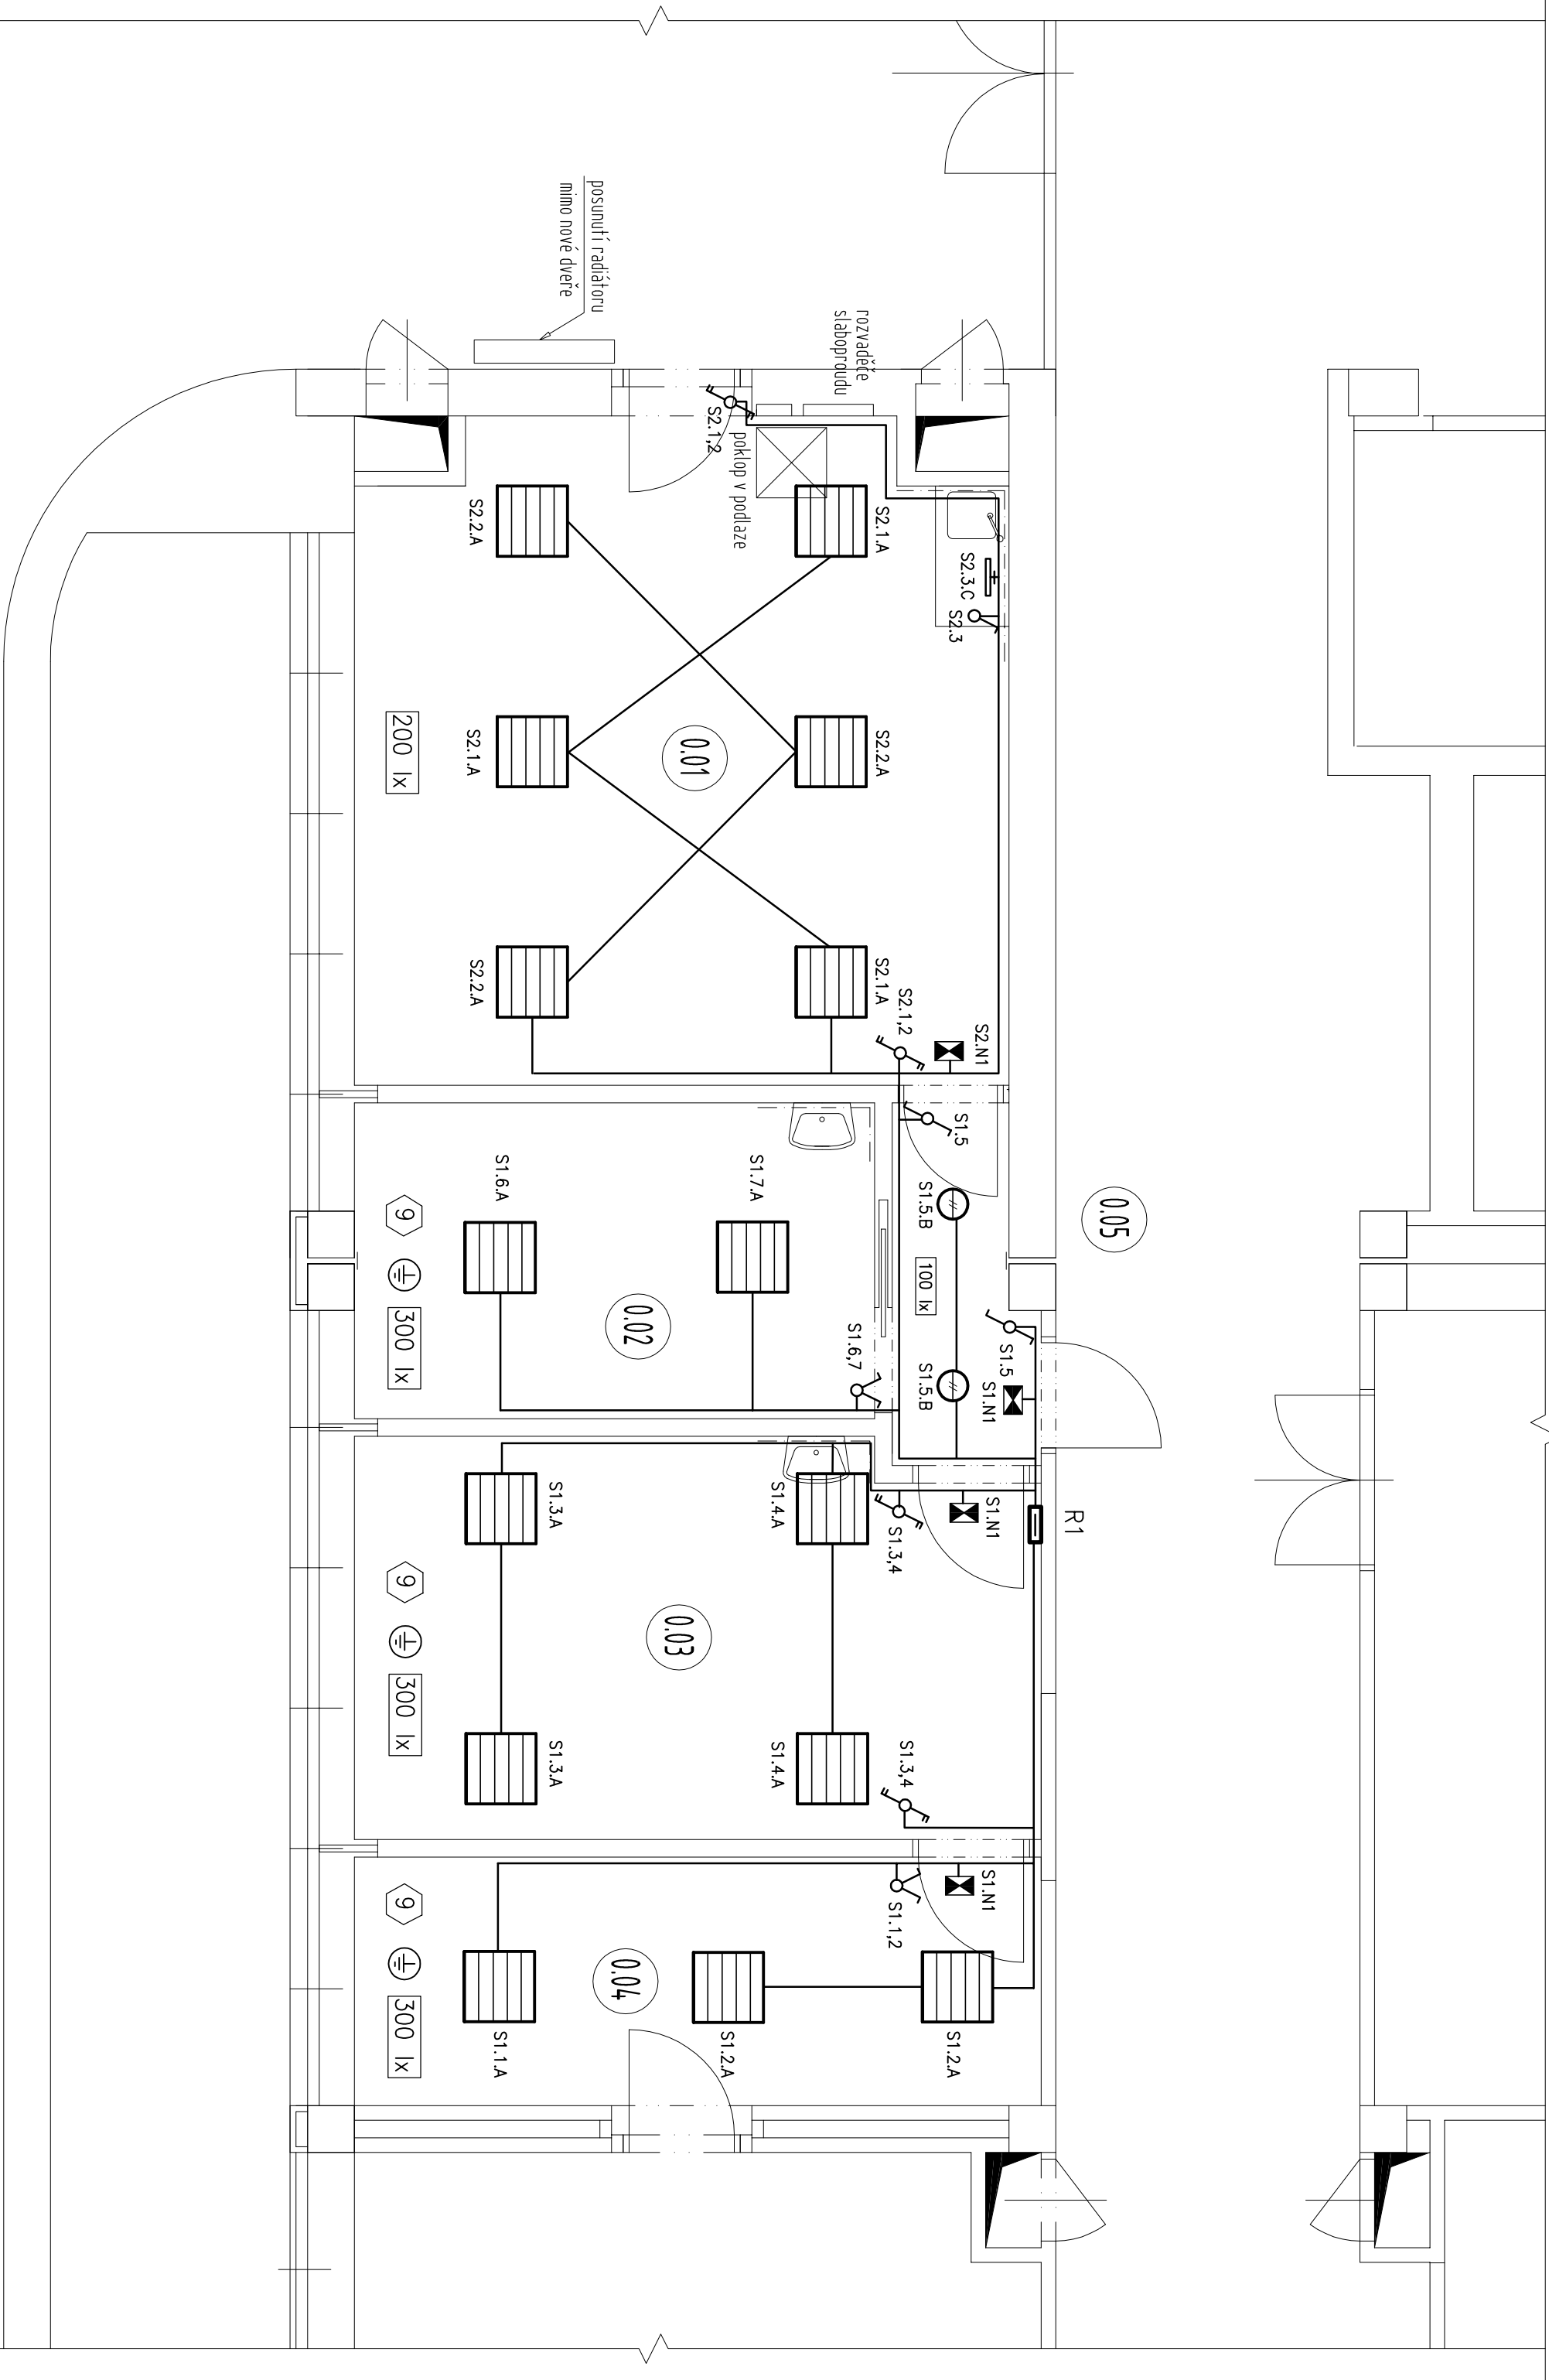 posunutí radiátoru
mimo nové dveře
rozvaděče
slaboproudu
S2.1,2
poklop v podlaze
S2.2.A
S2.1.A
S2.3.C
S2.3
200 lx
S2.1.A
0.01
S2.2.A
S2.2.A
S2.1.A
S2.1,2
S2.N1
S1.5
S1.6.A
S1.7.A
S1.5.B
0.05
9
300 lx
0.02
100 lx
S1.6,7
S1.5.B
S1.5
S1.N1
S1.3.A
S1.4.A
S1.3,4
S1.N1
R1
9
300 lx
0.03
S1.3.A
S1.4.A
S1.3,4
9
300 lx
0.04
S1.1,2
S1.N1
S1.1.A
S1.2.A
S1.2.A